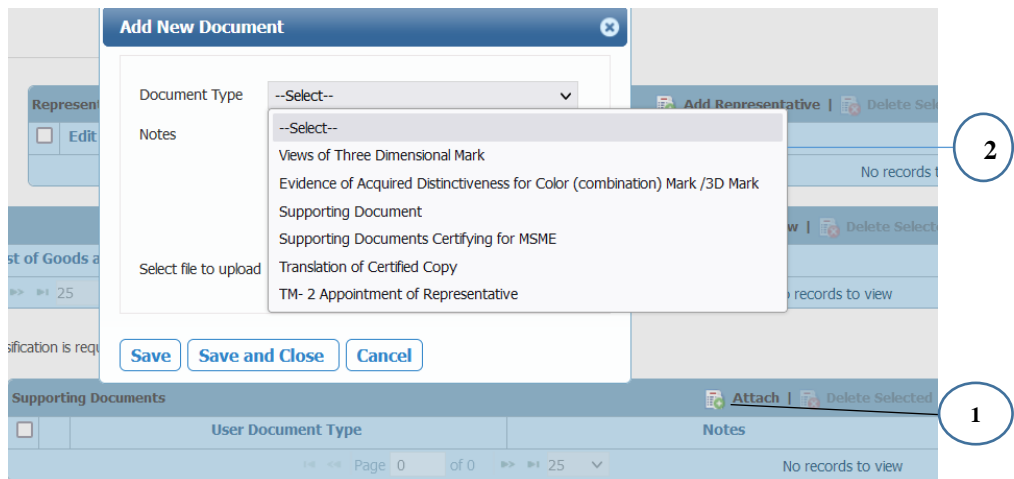 Add New Document
Document Type --Select--
Represent Add Representative | Delete Sel
--Select--
Notes
Edit
Views of Three Dimensional Mark
2
No records t
Evidence of Acquired Distinctiveness for Color (combination) Mark /3D Mark
Supporting Document
w | Delete Select
Supporting Documents Certifying for MSME
st of Goods a
Select file to upload
Translation of Certified Copy
25
TM- 2 Appointment of Representative
records to view
sification is requ
Save Save and Close Cancel
Supporting Documents Attach | Delete Selected
1
User Document Type Notes
Page 0 of 0 25 No records to view